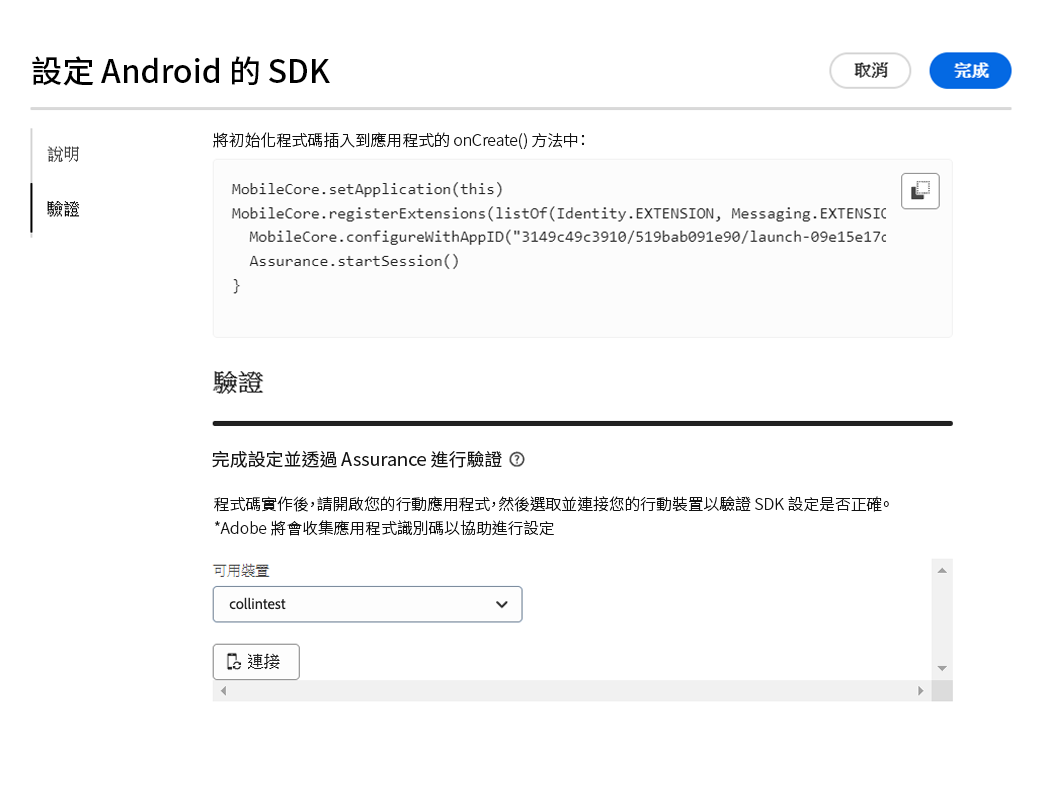 設定 Android 的 SDK
取消
完成
說明
驗證
將初始化程式碼插入到應用程式的 onCreate() 方法中：
MobileCore.setApplication(this)
MobileCore.registerExtensions(listOf(Identity.EXTENSION, Messaging.EXTENSIO
MobileCore.configureWithAppID("3149c49c3910/519bab091e90/launch-09e15e17c
Assurance.startSession()
}
驗證
完成設定並透過 Assurance 進行驗證
程式碼實作後，請開啟您的行動應用程式，然後選取並連接您的行動裝置以驗證 SDK 設定是否正確。
*Adobe 將會收集應用程式識別碼以協助進行設定
可用裝置
collintest
連接